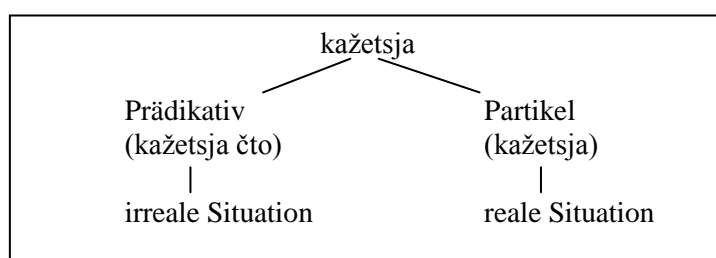 kažetsja
Prädikativ Partikel
(kažetsja čto) (kažetsja)
irreale Situation reale Situation